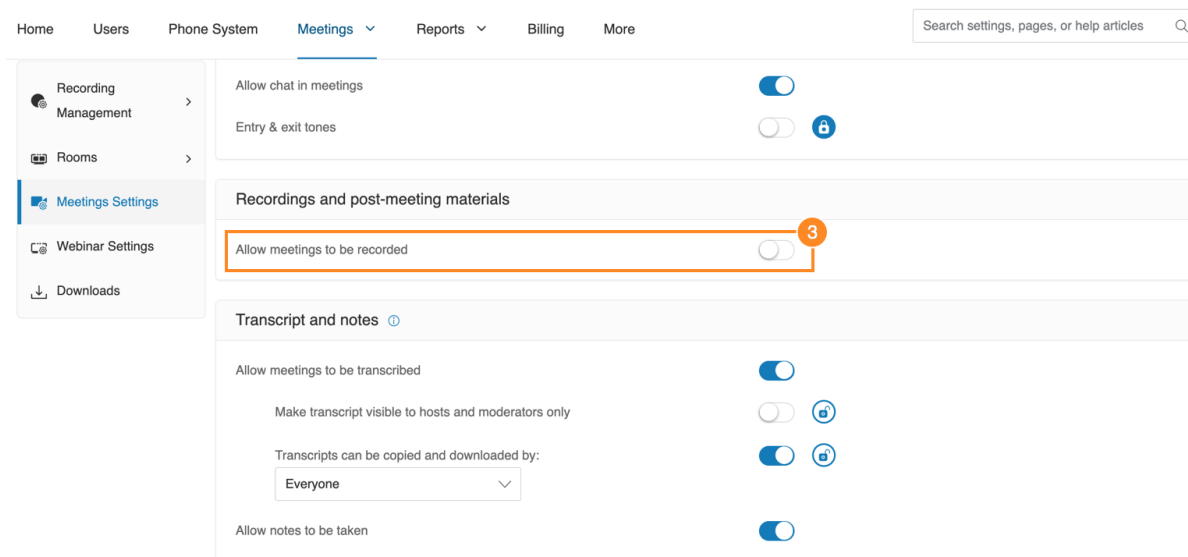 Home Users Phone System Meetings Reports Billing More Search settings, pages, or help articles
Recording
Management
Rooms
Meetings Settings
Webinar Settings
Downloads
Allow chat in meetings
Entry & exit tones
Recordings and post-meeting materials
3
Allow meetings to be recorded
Transcript and notes
Allow meetings to be transcribed
Make transcript visible to hosts and moderators only
Transcripts can be copied and downloaded by:
Everyone
Allow notes to be taken